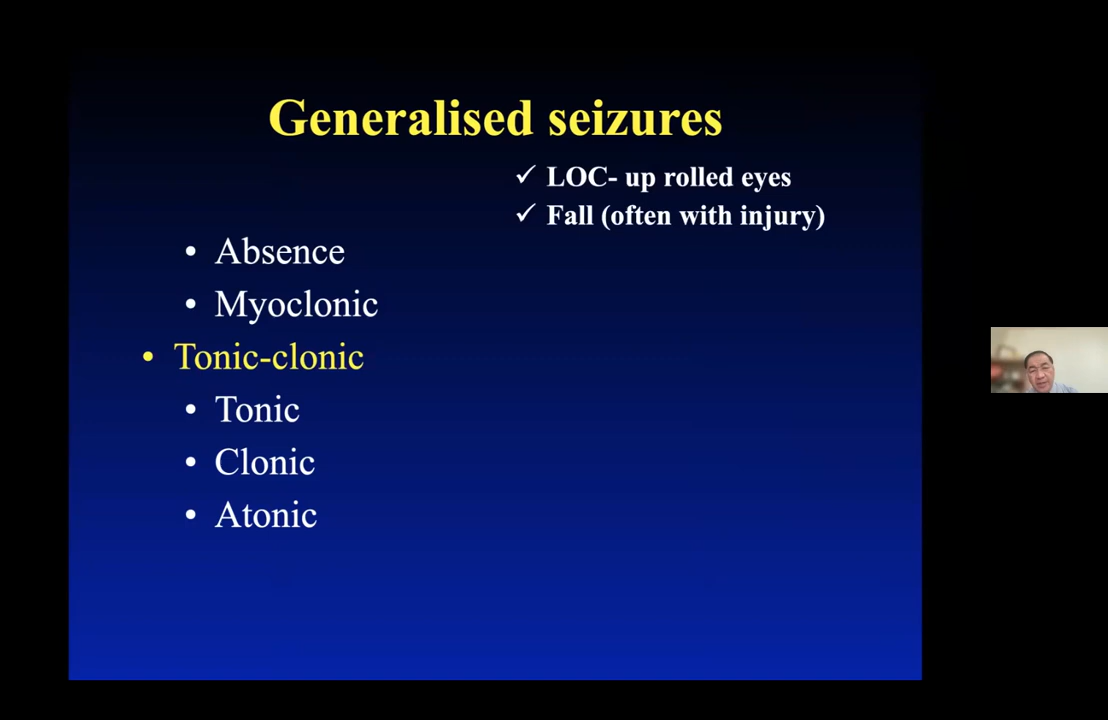 Generalised seizures
✓ LOC- up rolled eyes
✓ Fall (often with injury)
• Absence
• Myoclonic
• Tonic-clonic
• Tonic
• Clonic
• Atonic